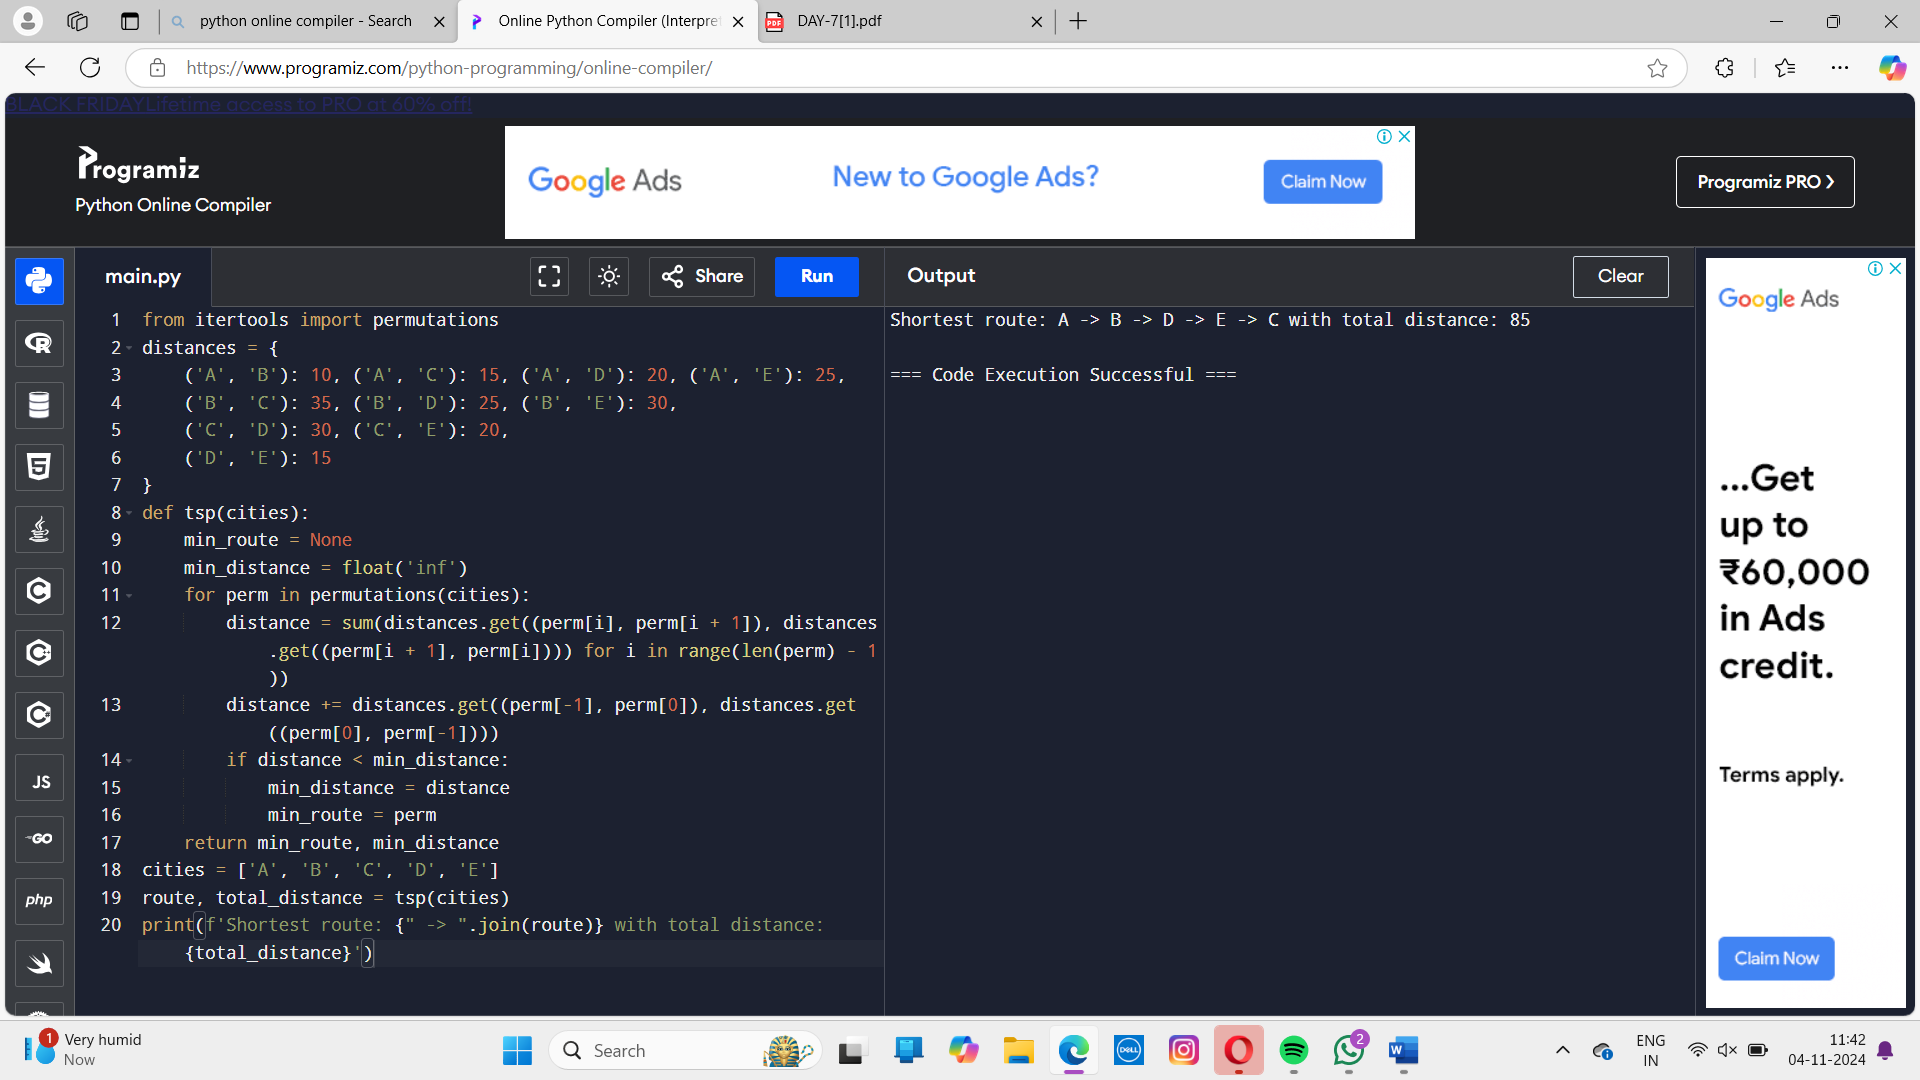 python online compiler - Search
Online Python Compiler (Interpre
DAY-7[1].pdf
https://www.programiz.com/python-programming/online-compiler/
BLACK FRIDAYLifetime access to PRO at 60% off!
Programiz
Python Online Compiler
Google Ads
New to Google Ads?
Claim Now
Programiz PRO ❯
main.py
Share
Run
Output
Clear
1 from itertools import permutations
2 distances = {
3     ('A', 'B'): 10, ('A', 'C'): 15, ('A', 'D'): 20, ('A', 'E'): 25,
4     ('B', 'C'): 35, ('B', 'D'): 25, ('B', 'E'): 30,
5     ('C', 'D'): 30, ('C', 'E'): 20,
6     ('D', 'E'): 15
7 }
8 def tsp(cities):
9     min_route = None
10     min_distance = float('inf')
11     for perm in permutations(cities):
12         distance = sum(distances.get((perm[i], perm[i + 1]), distances
.get((perm[i + 1], perm[i]))) for i in range(len(perm) - 1
))
13         distance += distances.get((perm[-1], perm[0]), distances.get
((perm[0], perm[-1])))
14         if distance < min_distance:
15             min_distance = distance
16             min_route = perm
17     return min_route, min_distance
18 cities = ['A', 'B', 'C', 'D', 'E']
19 route, total_distance = tsp(cities)
20 print(f'Shortest route: {" -> ".join(route)} with total distance:
{total_distance}')
Shortest route: A -> B -> D -> E -> C with total distance: 85
=== Code Execution Successful ===
Google Ads
...Get
up to
₹60,000
in Ads
credit.
Terms apply.
Claim Now
JS
GO
php
1
Very humid
Now
Search
DELL
2
ENG
IN
11:42
04-11-2024